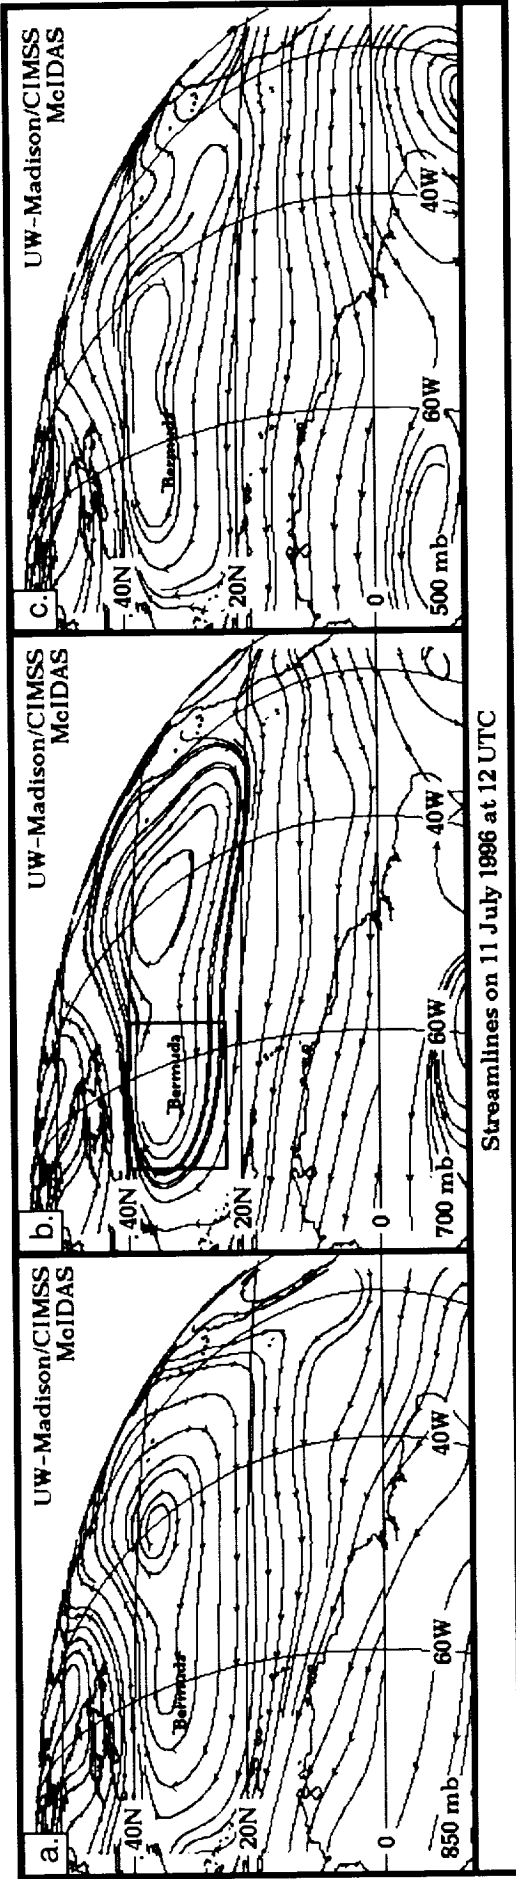 a.
UW-Madison/CIMSS
McIDAS
40N
Bermuda
20N
0
60W
40W
850 mb
b.
UW-Madison/CIMSS
McIDAS
40N
Bermuda
20N
0
60W
40W
700 mb
c.
UW-Madison/CIMSS
McIDAS
40N
Bermuda
20N
0
60W
40W
500 mb
Streamlines on 11 July 1996 at 12 UTC